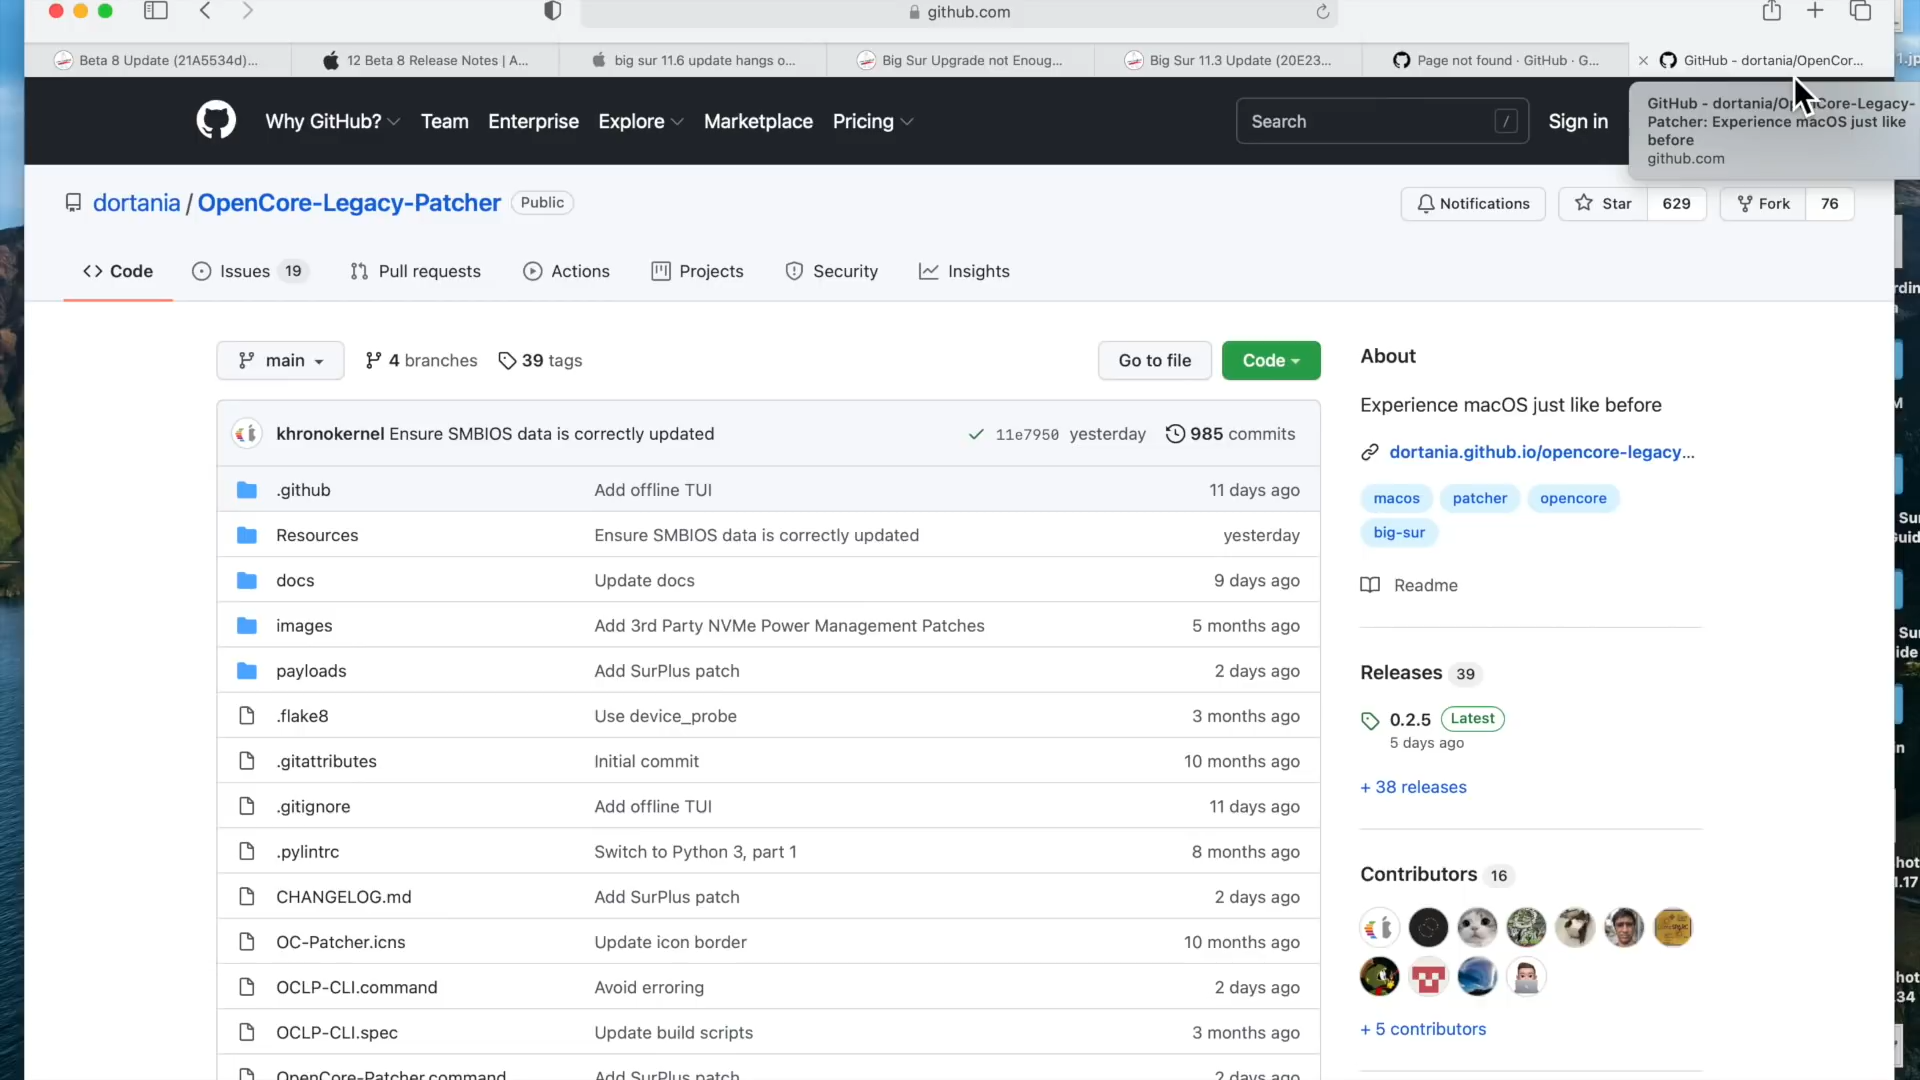 github.com
Beta 8 Update (21A5534d)...
12 Beta 8 Release Notes | A...
big sur 11.6 update hangs o...
Big Sur Upgrade not Enoug...
Big Sur 11.3 Update (20E23...
Page not found · GitHub · G...
GitHub - dortania/OpenCor...
Why GitHub?
Team
Enterprise
Explore
Marketplace
Pricing
Search /
Sign in
GitHub - dortania/OpenCore-Legacy-
Patcher: Experience macOS just like
before
github.com
dortania / OpenCore-Legacy-Patcher Public
Notifications
Star 629
Fork 76
Code
Issues 19
Pull requests
Actions
Projects
Security
Insights
main
4 branches
39 tags
Go to file
Code
khronokernel Ensure SMBIOS data is correctly updated 11e7950 yesterday 985 commits
.github Add offline TUI 11 days ago
Resources Ensure SMBIOS data is correctly updated yesterday
docs Update docs 9 days ago
images Add 3rd Party NVMe Power Management Patches 5 months ago
payloads Add SurPlus patch 2 days ago
.flake8 Use device_probe 3 months ago
.gitattributes Initial commit 10 months ago
.gitignore Add offline TUI 11 days ago
.pylintrc Switch to Python 3, part 1 8 months ago
CHANGELOG.md Add SurPlus patch 2 days ago
OC-Patcher.icns Update icon border 10 months ago
OCLP-CLI.command Avoid erroring 2 days ago
OCLP-CLI.spec Update build scripts 3 months ago
OpenCore-Patcher.command Add SurPlus patch 2 days ago
About
Experience macOS just like before
dortania.github.io/opencore-legacy...
macos
patcher
opencore
big-sur
Readme
Releases 39
0.2.5 Latest
5 days ago
+ 38 releases
Contributors 16
+ 5 contributors